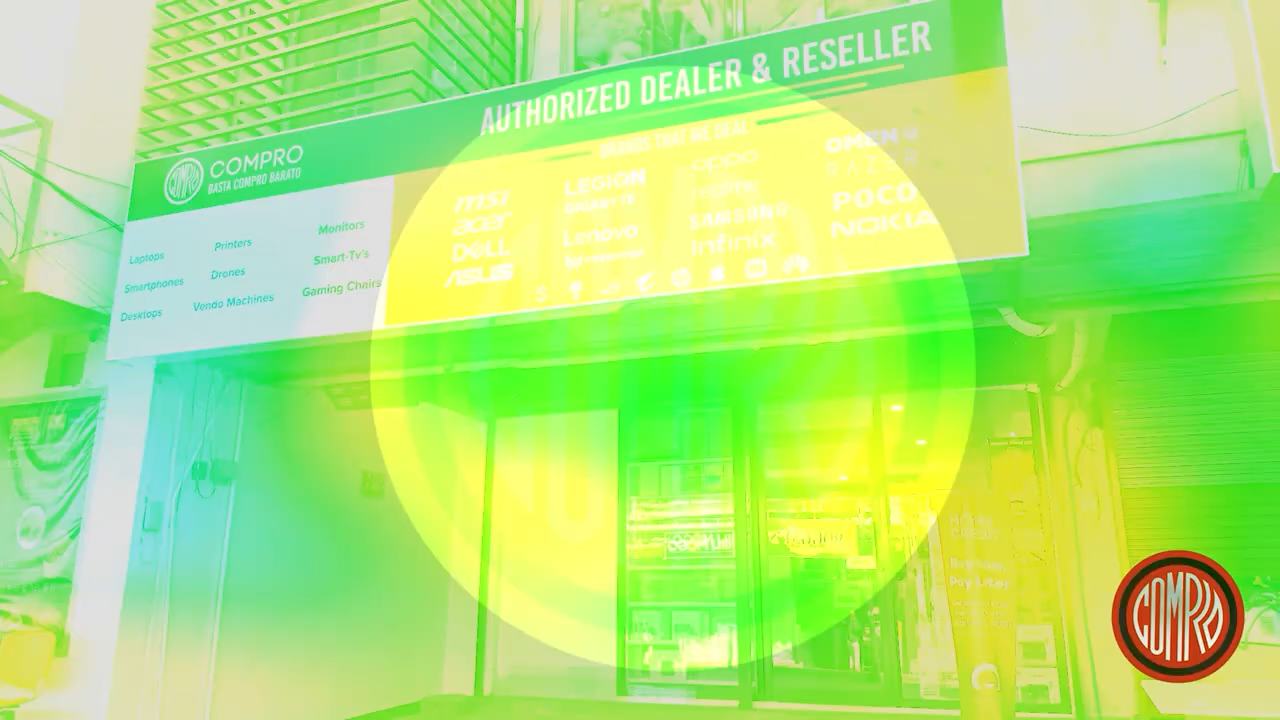 AUTHORIZED DEALER & RESELLER
COMPRO
BASTA COMPRO BARATO
BRANDS THAT WE DEAL
Laptops
Printers
Monitors
Smartphones
Drones
Smart-Tv's
Desktops
Vendo Machines
Gaming Chairs
msi
acer
DELL
ASUS
LEGION
GIGABYTE
Lenovo
oppo
realme
SAMSUNG
Infinix
OMEN
RAZER
POCO
NOKIA
Pay Later
COMPRO